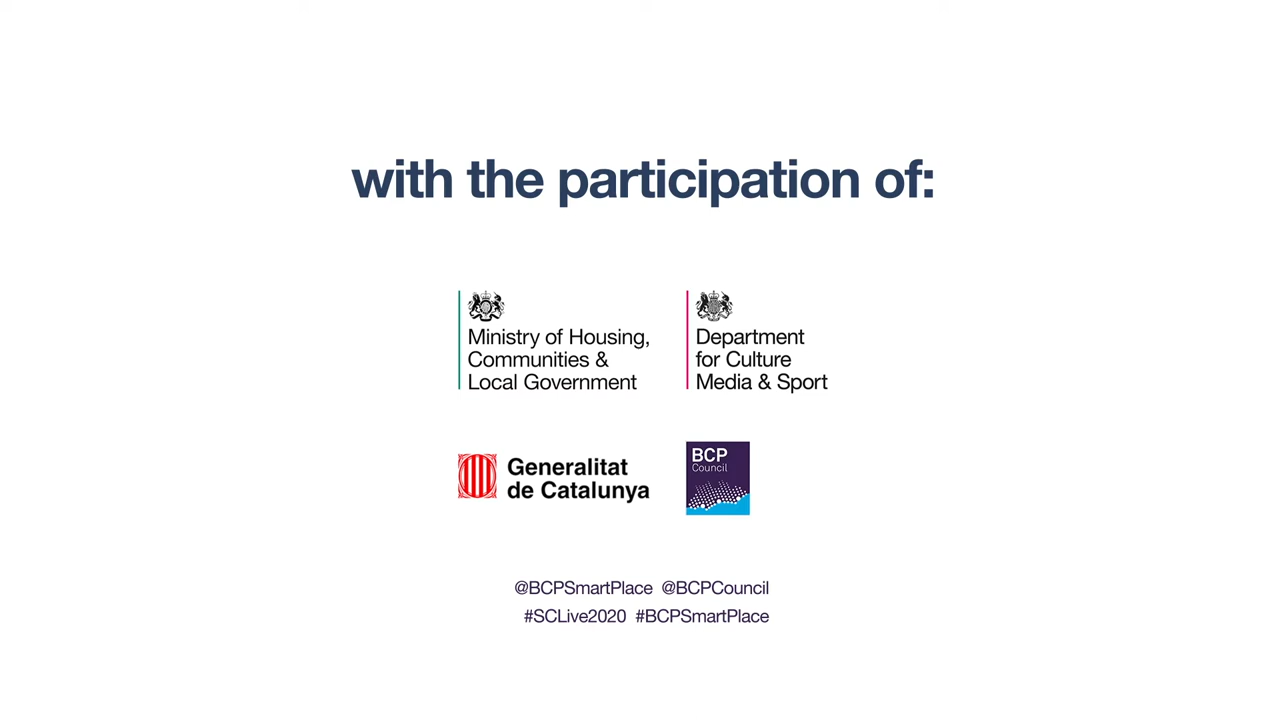 with the participation of:
Ministry of Housing,
Communities &
Local Government
Department
for Culture
Media & Sport
Generalitat
de Catalunya
BCP
Council
@BCPSmartPlace @BCPCouncil
#SCLive2020 #BCPSmartPlace